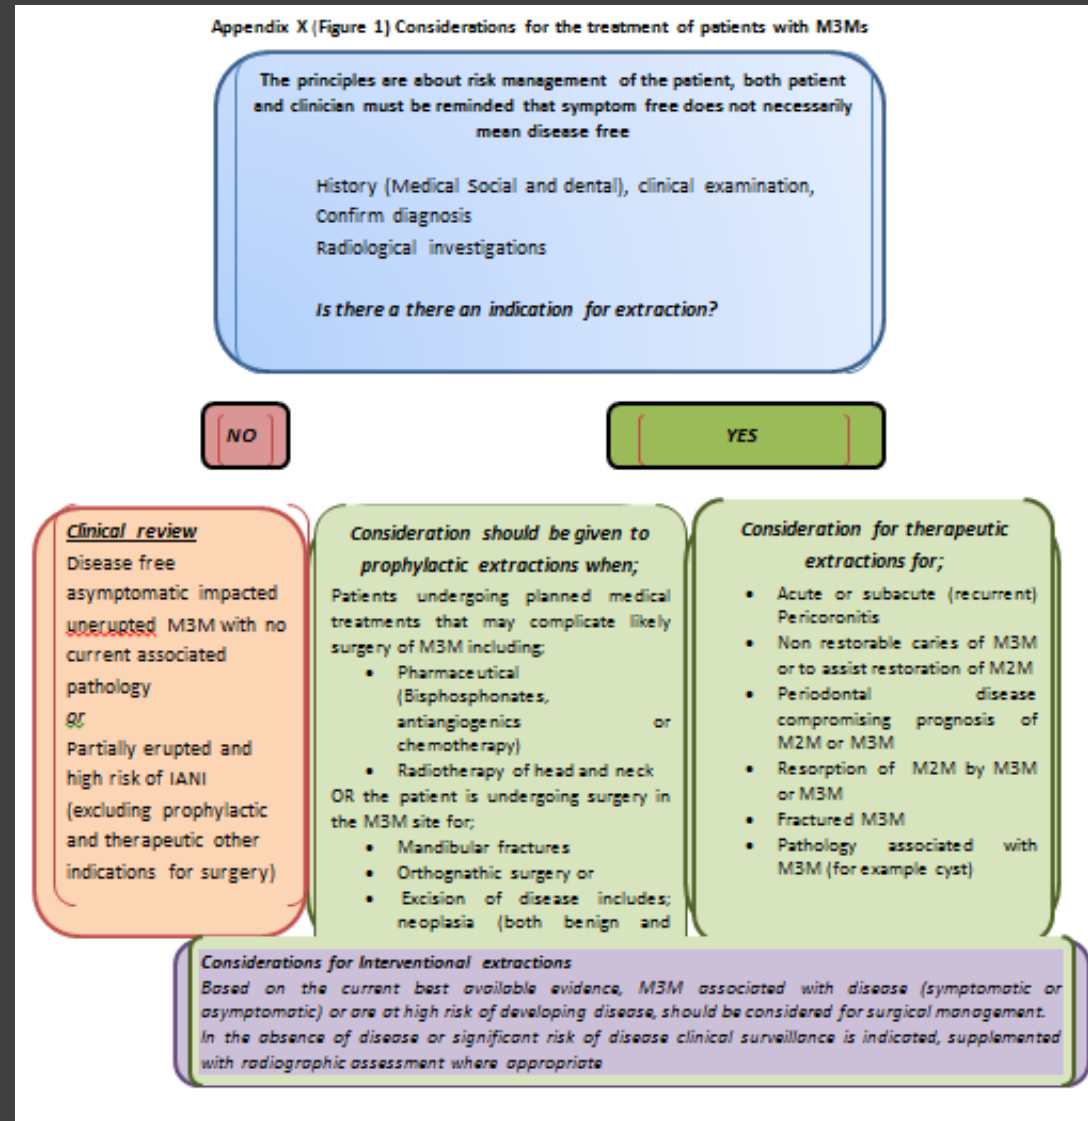 Appendix X (Figure 1) Considerations for the treatment of patients with M3Ms
The principles are about risk management of the patient, both patient
and clinician must be reminded that symptom free does not necessarily
mean disease free
History (Medical Social and dental), clinical examination,
Confirm diagnosis
Radiological investigations
Is there a there an indication for extraction?
NO
YES
Clinical review
Disease free
asymptomatic impacted
unerupted M3M with no
current associated
pathology
or
Partially erupted and
high risk of IANI
(excluding prophylactic
and therapeutic other
indications for surgery)
Consideration should be given to
prophylactic extractions when;
Patients undergoing planned medical
treatments that may complicate likely
surgery of M3M including;
• Pharmaceutical
(Bisphosphonates,
antiangiogenics or
chemotherapy)
• Radiotherapy of head and neck
OR the patient is undergoing surgery in
the M3M site for;
• Mandibular fractures
• Orthognathic surgery or
• Excision of disease includes;
neoplasia (both benign and
Consideration for therapeutic
extractions for;
• Acute or subacute (recurrent)
Pericoronitis
• Non restorable caries of M3M
or to assist restoration of M2M
• Periodontal disease
compromising prognosis of
M2M or M3M
• Resorption of M2M by M3M
or M3M
• Fractured M3M
• Pathology associated with
M3M (for example cyst)
Considerations for Interventional extractions
Based on the current best available evidence, M3M associated with disease (symptomatic or
asymptomatic) or are at high risk of developing disease, should be considered for surgical management.
In the absence of disease or significant risk of disease clinical surveillance is indicated, supplemented
with radiographic assessment where appropriate